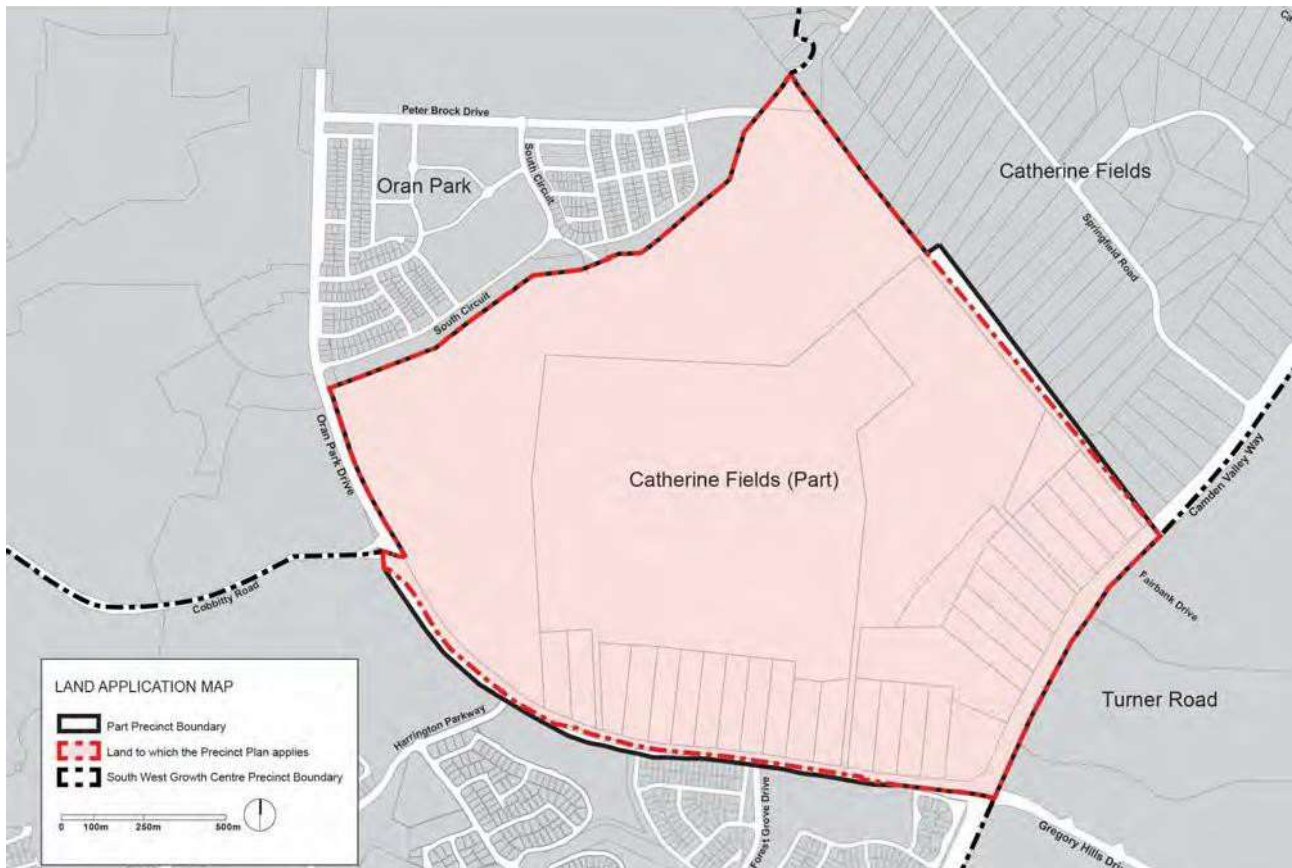 Ca
Peter Brock Drive
South Circuit
Oran Park
Catherine Fields
Springfield Road
South Circuit
Oran Park Drive
Catherine Fields (Part)
Camden Valley Way
Cobbitty Road
Fairbank Drive
Turner Road
Harrington Parkway
Forest Grove Drive
Gregory Hills Driv
LAND APPLICATION MAP
Part Precinct Boundary
Land to which the Precinct Plan applies
South West Growth Centre Precinct Boundary
0 100m 250m 500m